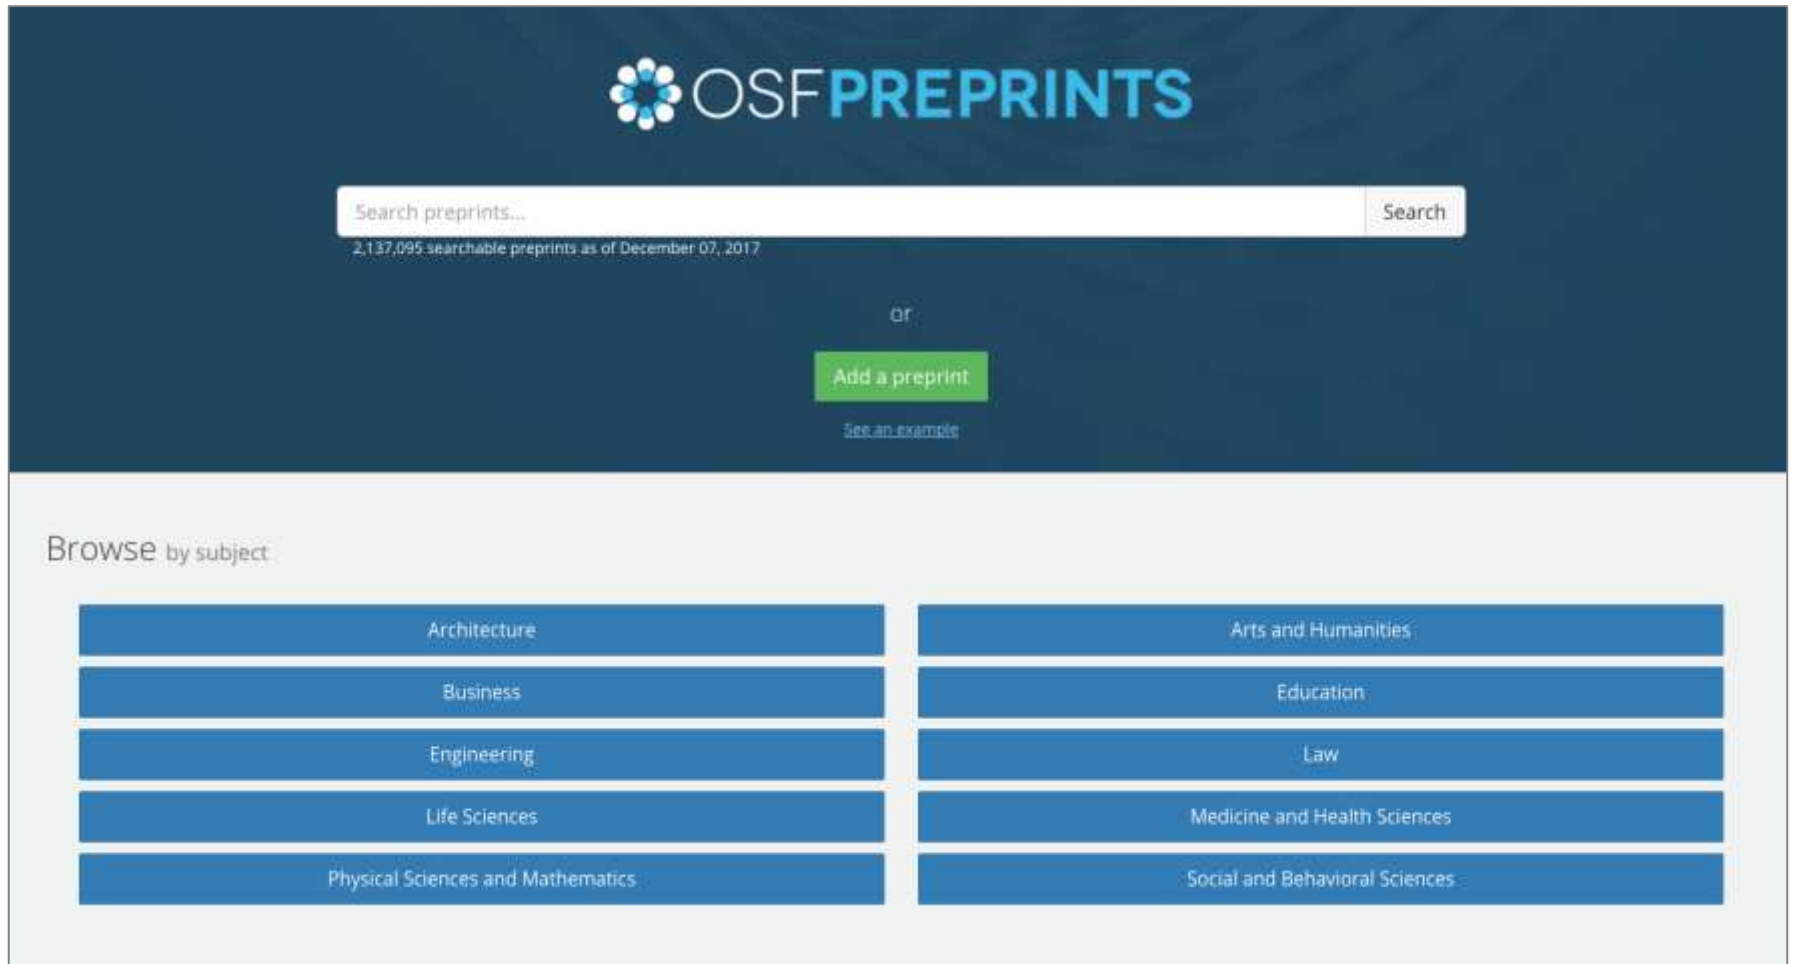 OSFPREPRINTS
Search preprints... Search
2,137,095 searchable preprints as of December 07, 2017
or
Add a preprint
See an example
Browse by subject
Architecture Arts and Humanities
Business Education
Engineering Law
Life Sciences Medicine and Health Sciences
Physical Sciences and Mathematics Social and Behavioral Sciences